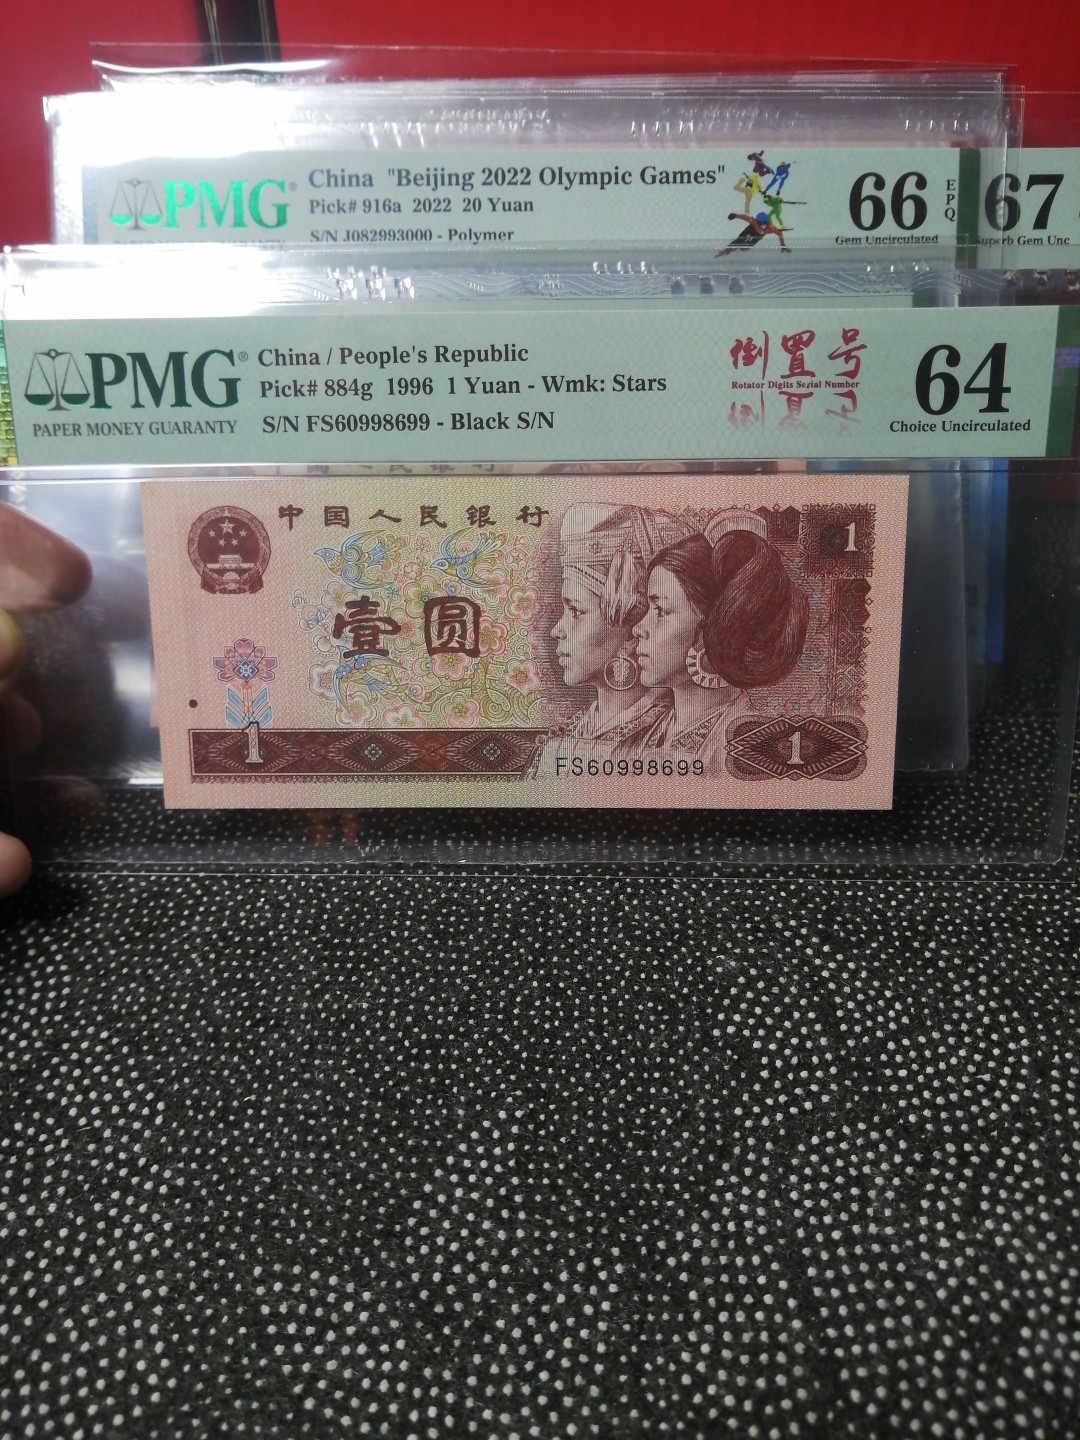 PMG®
China "Beijing 2022 Olympic Games"
Pick# 916a 2022 20 Yuan
S/N J082993000 - Polymer
66
EPQ
Gem Uncirculated
67
Superb Gem Unc
PMG®
PAPER MONEY GUARANTY
China / People's Republic
Pick# 884g 1996 1 Yuan - Wmk: Stars
S/N FS60998699 - Black S/N
倒置号
Rotator Digits Serial Number
64
Choice Uncirculated
中国人民银行
1
壹圆
1
1
FS60998699